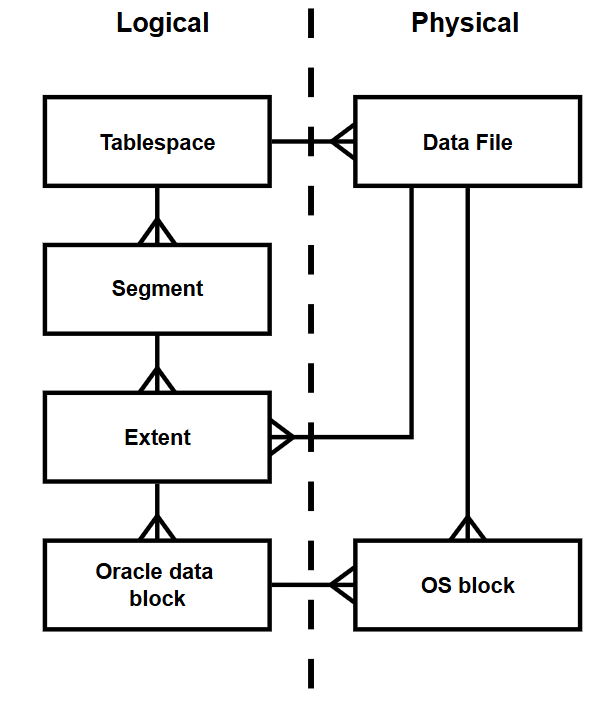 Logical
Physical
Tablespace
Data File
Segment
Extent
Oracle data
block
OS block